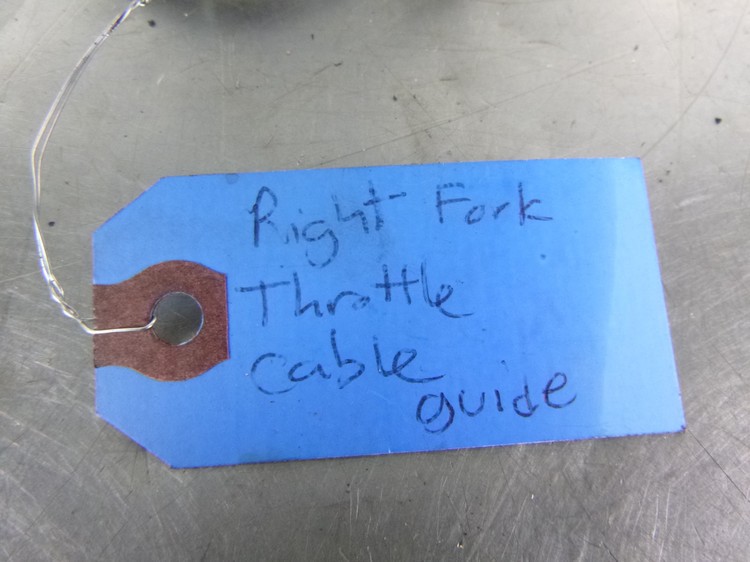 Right Fork
Throttle
Cable
guide